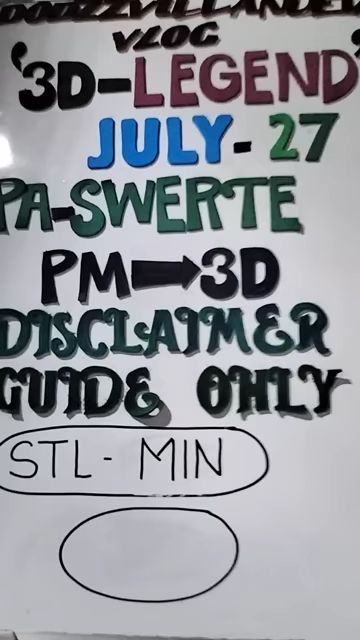 VLOG
'3D-LEGEND'
JULY-27
PA-SWERTE
PM➡3D
DISCLAIMER
GUIDE ONLY
STL- MIN